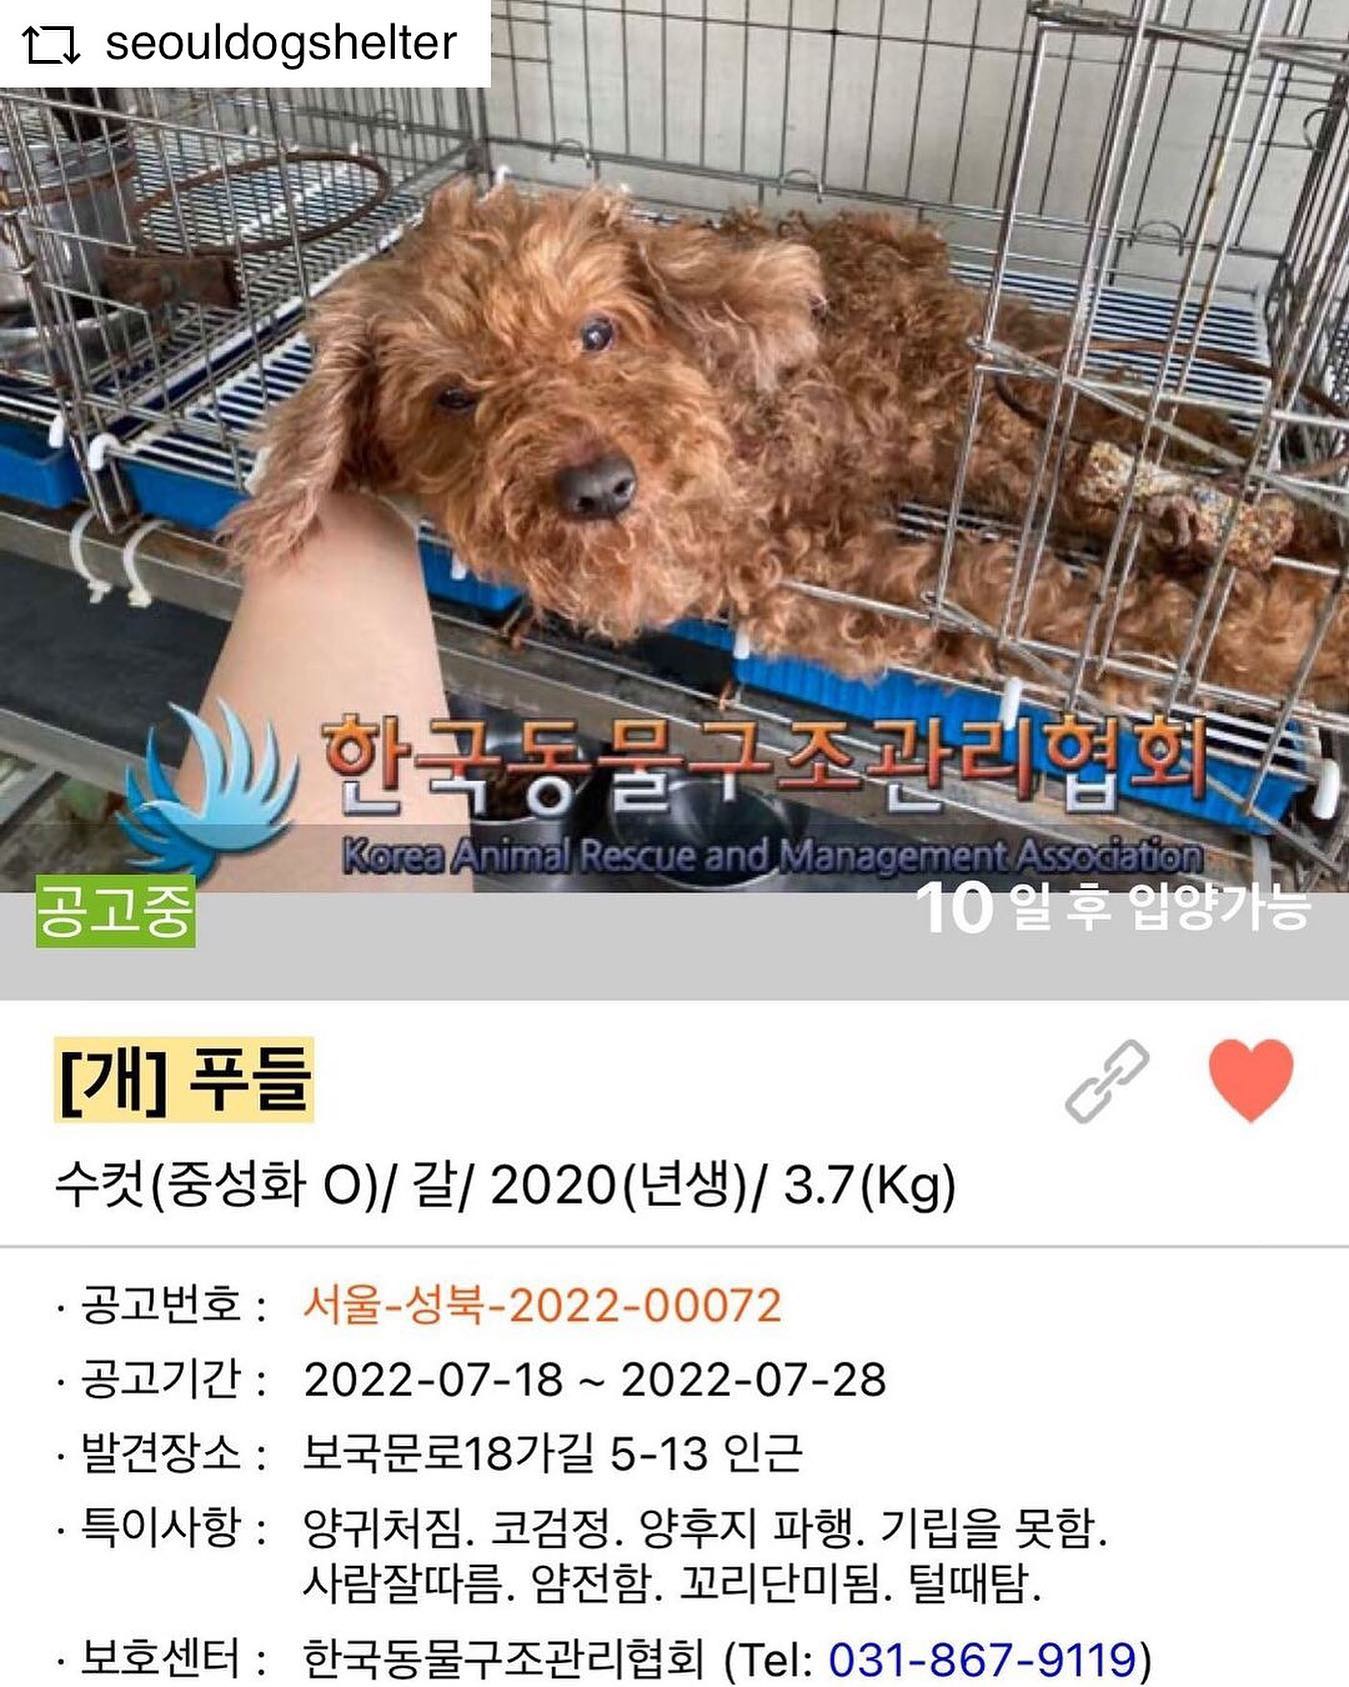 seouldogshelter
한국동물구조관리협회
Korea Animal Rescue and Management Association
공고중
10 일 후 입양가능
[개] 푸들
수컷(중성화 O)/ 갈/ 2020(년생)/ 3.7(Kg)
· 공고번호 : 서울-성북-2022-00072
· 공고기간 : 2022-07-18 ~ 2022-07-28
· 발견장소 : 보국문로18가길 5-13 인근
· 특이사항 : 양귀처짐. 코검정. 양후지 파행. 기립을 못함.
사람잘따름. 얌전함. 꼬리단미됨. 털때탐.
· 보호센터 : 한국동물구조관리협회 (Tel: 031-867-9119)